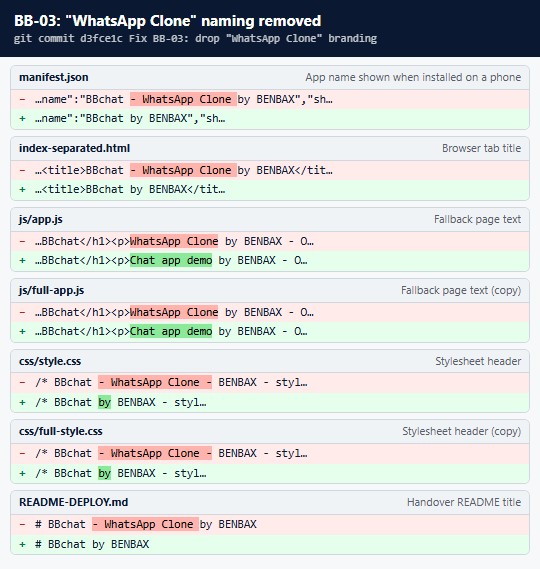 BB-03: "WhatsApp Clone" naming removed
git commit d3fce1c Fix BB-03: drop "WhatsApp Clone" branding
manifest.json App name shown when installed on a phone
- …name":"BBchat - WhatsApp Clone by BENBAX","sh…
+ …name":"BBchat by BENBAX","sh…
index-separated.html Browser tab title
- …<title>BBchat - WhatsApp Clone by BENBAX</tit…
+ …<title>BBchat by BENBAX</tit…
js/app.js Fallback page text
- …BBchat</h1><p>WhatsApp Clone by BENBAX - O…
+ …BBchat</h1><p>Chat app demo by BENBAX - O…
js/full-app.js Fallback page text (copy)
- …BBchat</h1><p>WhatsApp Clone by BENBAX - O…
+ …BBchat</h1><p>Chat app demo by BENBAX - O…
css/style.css Stylesheet header
- /* BBchat - WhatsApp Clone - BENBAX - styl…
+ /* BBchat by BENBAX - styl…
css/full-style.css Stylesheet header (copy)
- /* BBchat - WhatsApp Clone - BENBAX - styl…
+ /* BBchat by BENBAX - styl…
README-DEPLOY.md Handover README title
- # BBchat - WhatsApp Clone by BENBAX
+ # BBchat by BENBAX